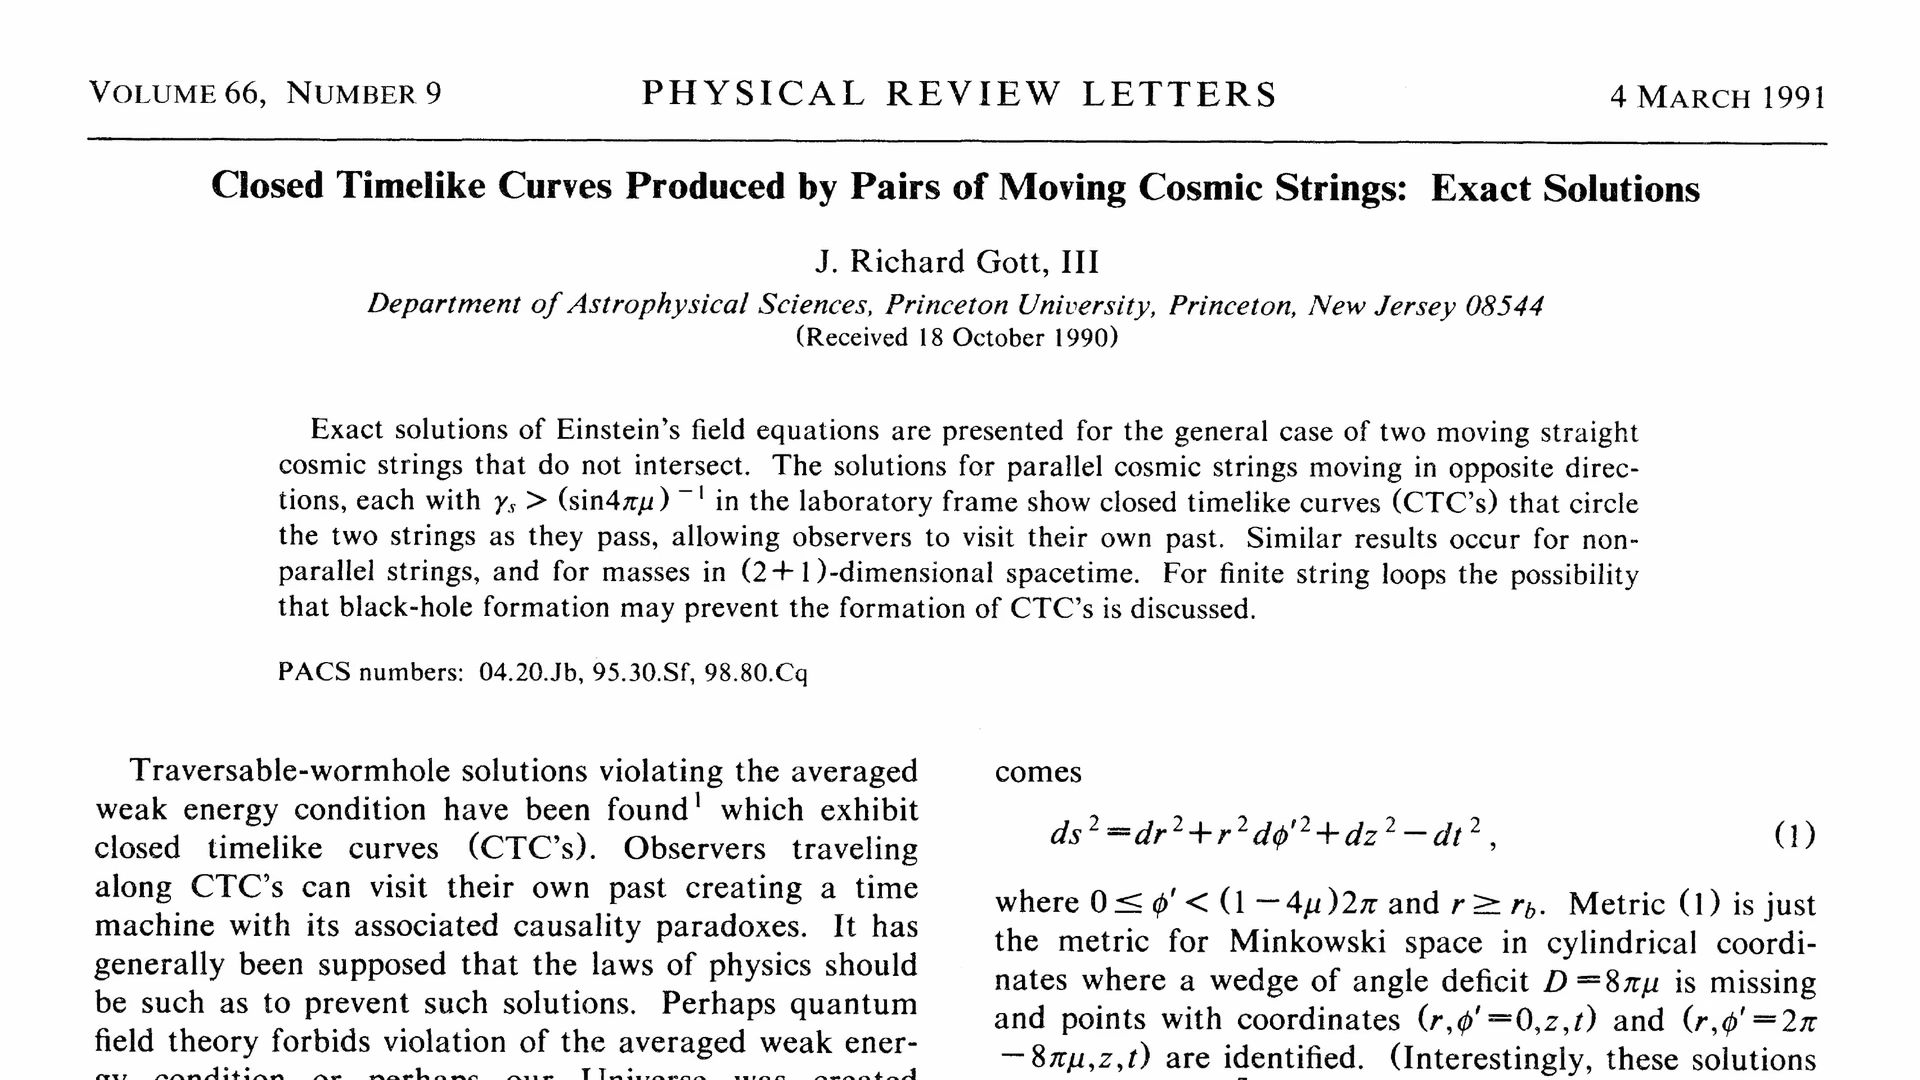 VOLUME 66, NUMBER 9
PHYSICAL REVIEW LETTERS
4 MARCH 1991
Closed Timelike Curves Produced by Pairs of Moving Cosmic Strings: Exact Solutions
J. Richard Gott, III
Department of Astrophysical Sciences, Princeton University, Princeton, New Jersey 08544
(Received 18 October 1990)
Exact solutions of Einstein's field equations are presented for the general case of two moving straight
cosmic strings that do not intersect. The solutions for parallel cosmic strings moving in opposite direc-
tions, each with γₛ > (sin4πμ)⁻¹ in the laboratory frame show closed timelike curves (CTC's) that circle
the two strings as they pass, allowing observers to visit their own past. Similar results occur for non-
parallel strings, and for masses in (2+1)-dimensional spacetime. For finite string loops the possibility
that black-hole formation may prevent the formation of CTC's is discussed.
PACS numbers: 04.20.Jb, 95.30.Sf, 98.80.Cq
Traversable-wormhole solutions violating the averaged
weak energy condition have been found¹ which exhibit
closed timelike curves (CTC's). Observers traveling
along CTC's can visit their own past creating a time
machine with its associated causality paradoxes. It has
generally been supposed that the laws of physics should
be such as to prevent such solutions. Perhaps quantum
field theory forbids violation of the averaged weak ener-
gy condition or perhaps our Universe was created
comes
ds² = dr² + r²dφ'² + dz² − dt², (1)
where 0 ≤ φ' < (1 − 4μ)2π and r ≥ r_b. Metric (1) is just
the metric for Minkowski space in cylindrical coordi-
nates where a wedge of angle deficit D = 8πμ is missing
and points with coordinates (r,φ'=0,z,t) and (r,φ'=2π
−8πμ,z,t) are identified. (Interestingly, these solutions